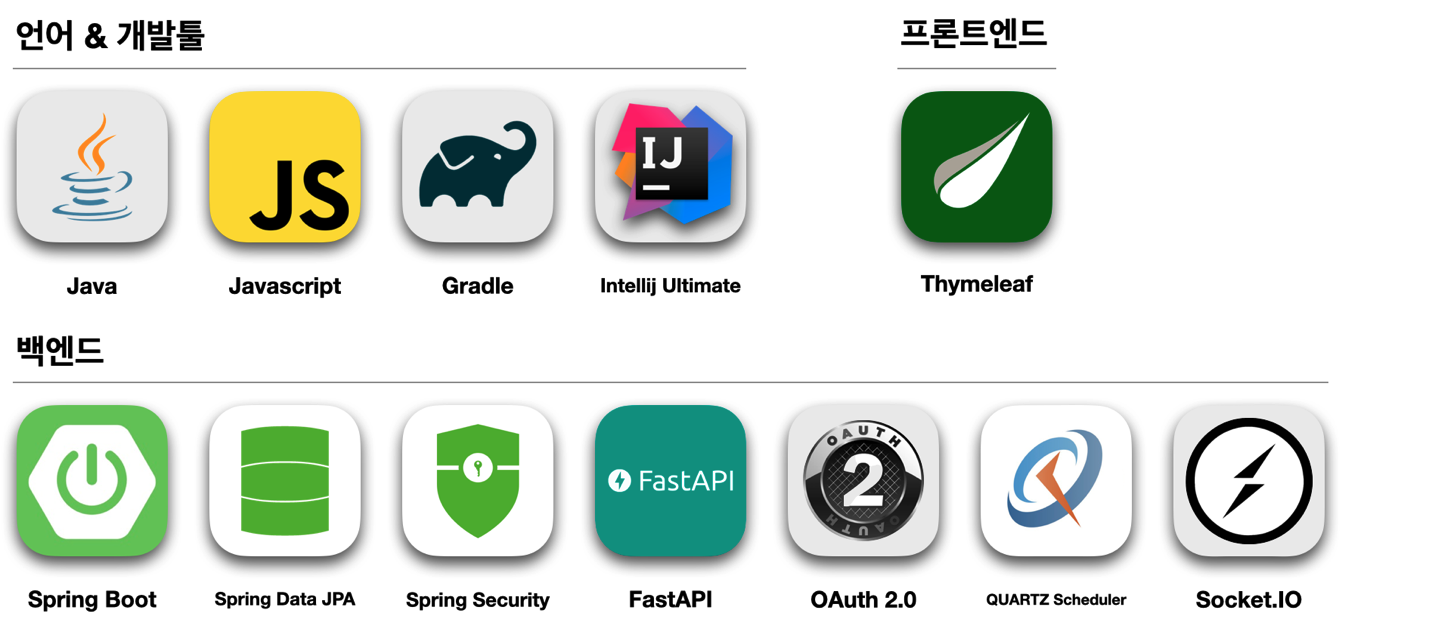 언어 & 개발툴
프론트엔드
JS
IJ
Java
Javascript
Gradle
Intellij Ultimate
Thymeleaf
백엔드
FastAPI
OAUTH
2
OAUTH
Spring Boot
Spring Data JPA
Spring Security
FastAPI
OAuth 2.0
QUARTZ Scheduler
Socket.IO